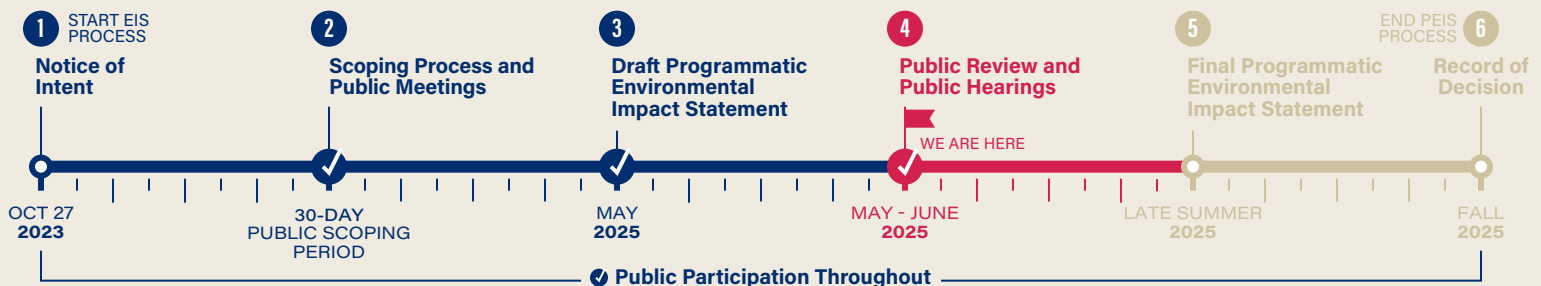 1 START EIS
PROCESS
Notice of
Intent
OCT 27
2023
2
Scoping Process and
Public Meetings
30-DAY
PUBLIC SCOPING
PERIOD
3
Draft Programmatic
Environmental
Impact Statement
MAY
2025
4
Public Review and
Public Hearings
WE ARE HERE
MAY - JUNE
2025
5
Final Programmatic
Environmental
Impact Statement
LATE SUMMER
2025
END PEIS
PROCESS 6
Record of
Decision
FALL
2025
Public Participation Throughout